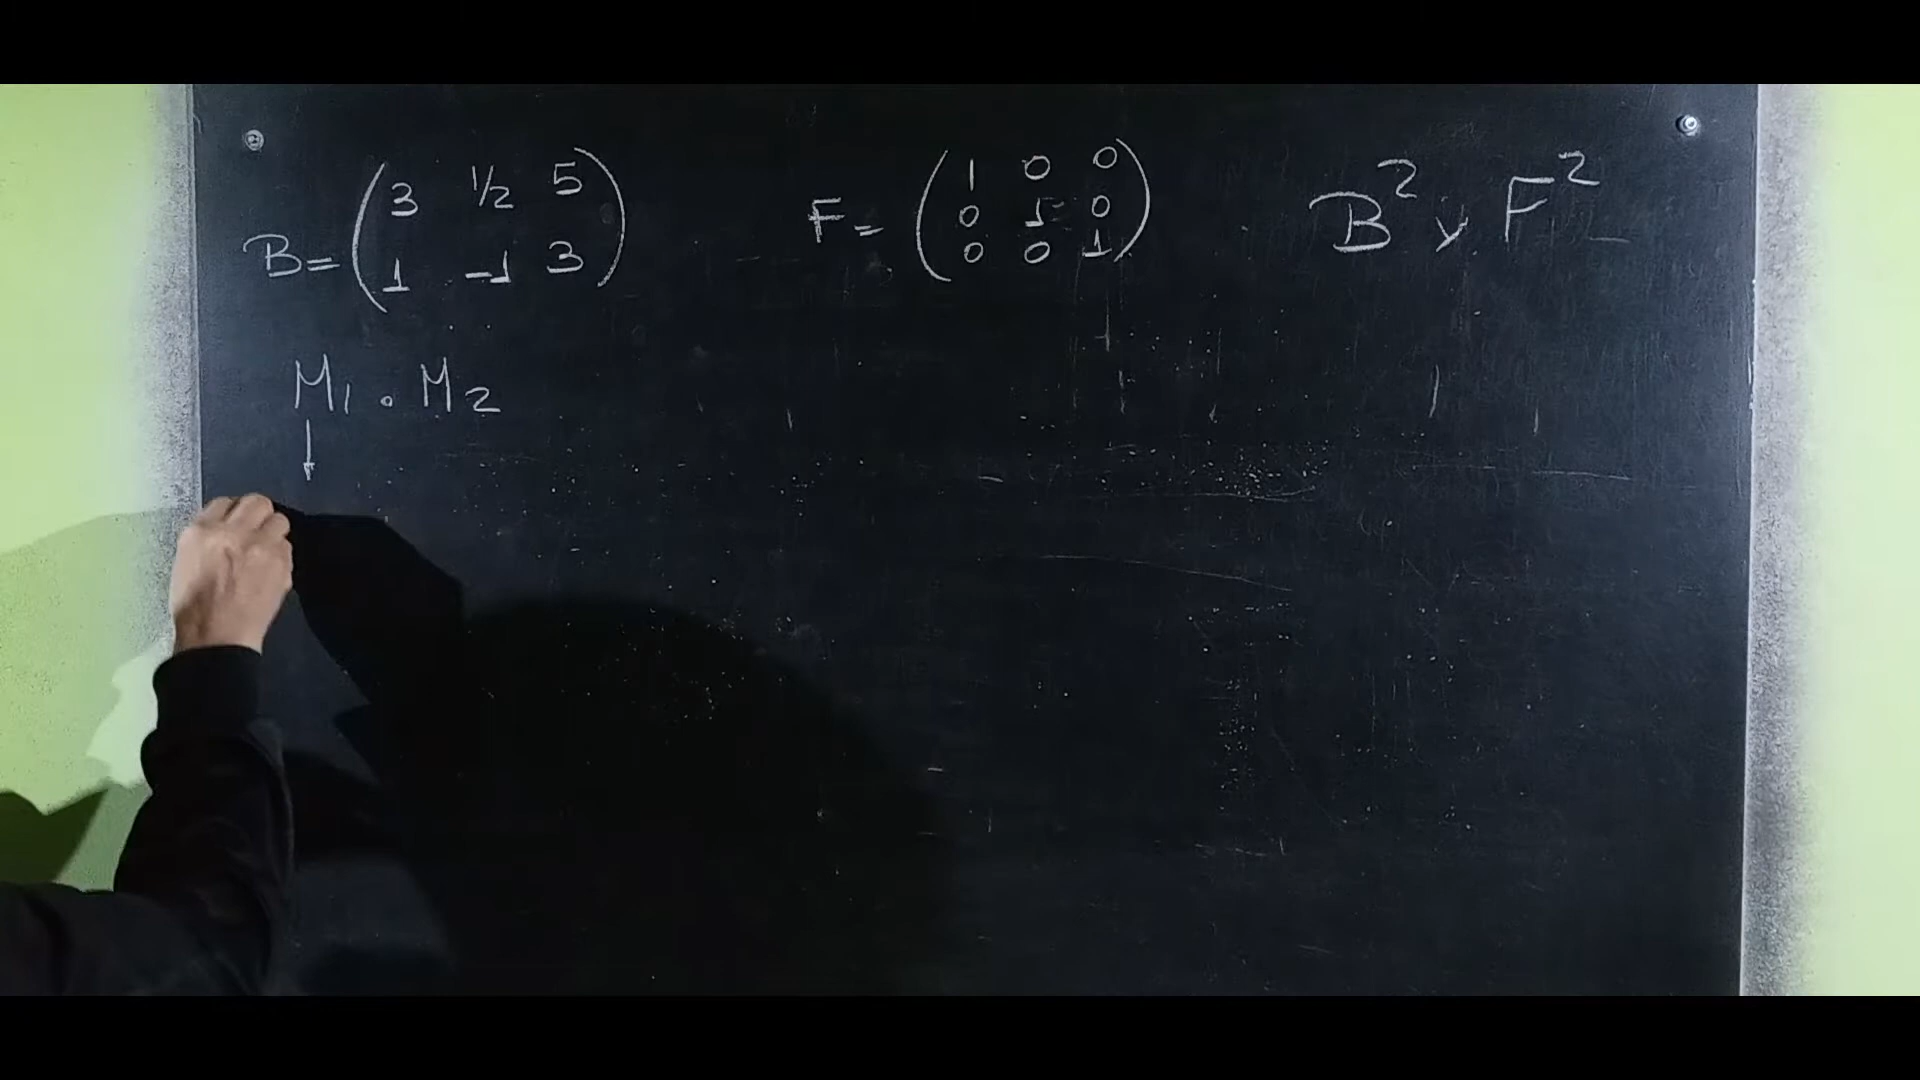 B = ( 3 1/2 5 
1 -1 3 )
F = ( 1 0 0
0 1 0
0 0 1 )
B² y F²
M₁ . M₂